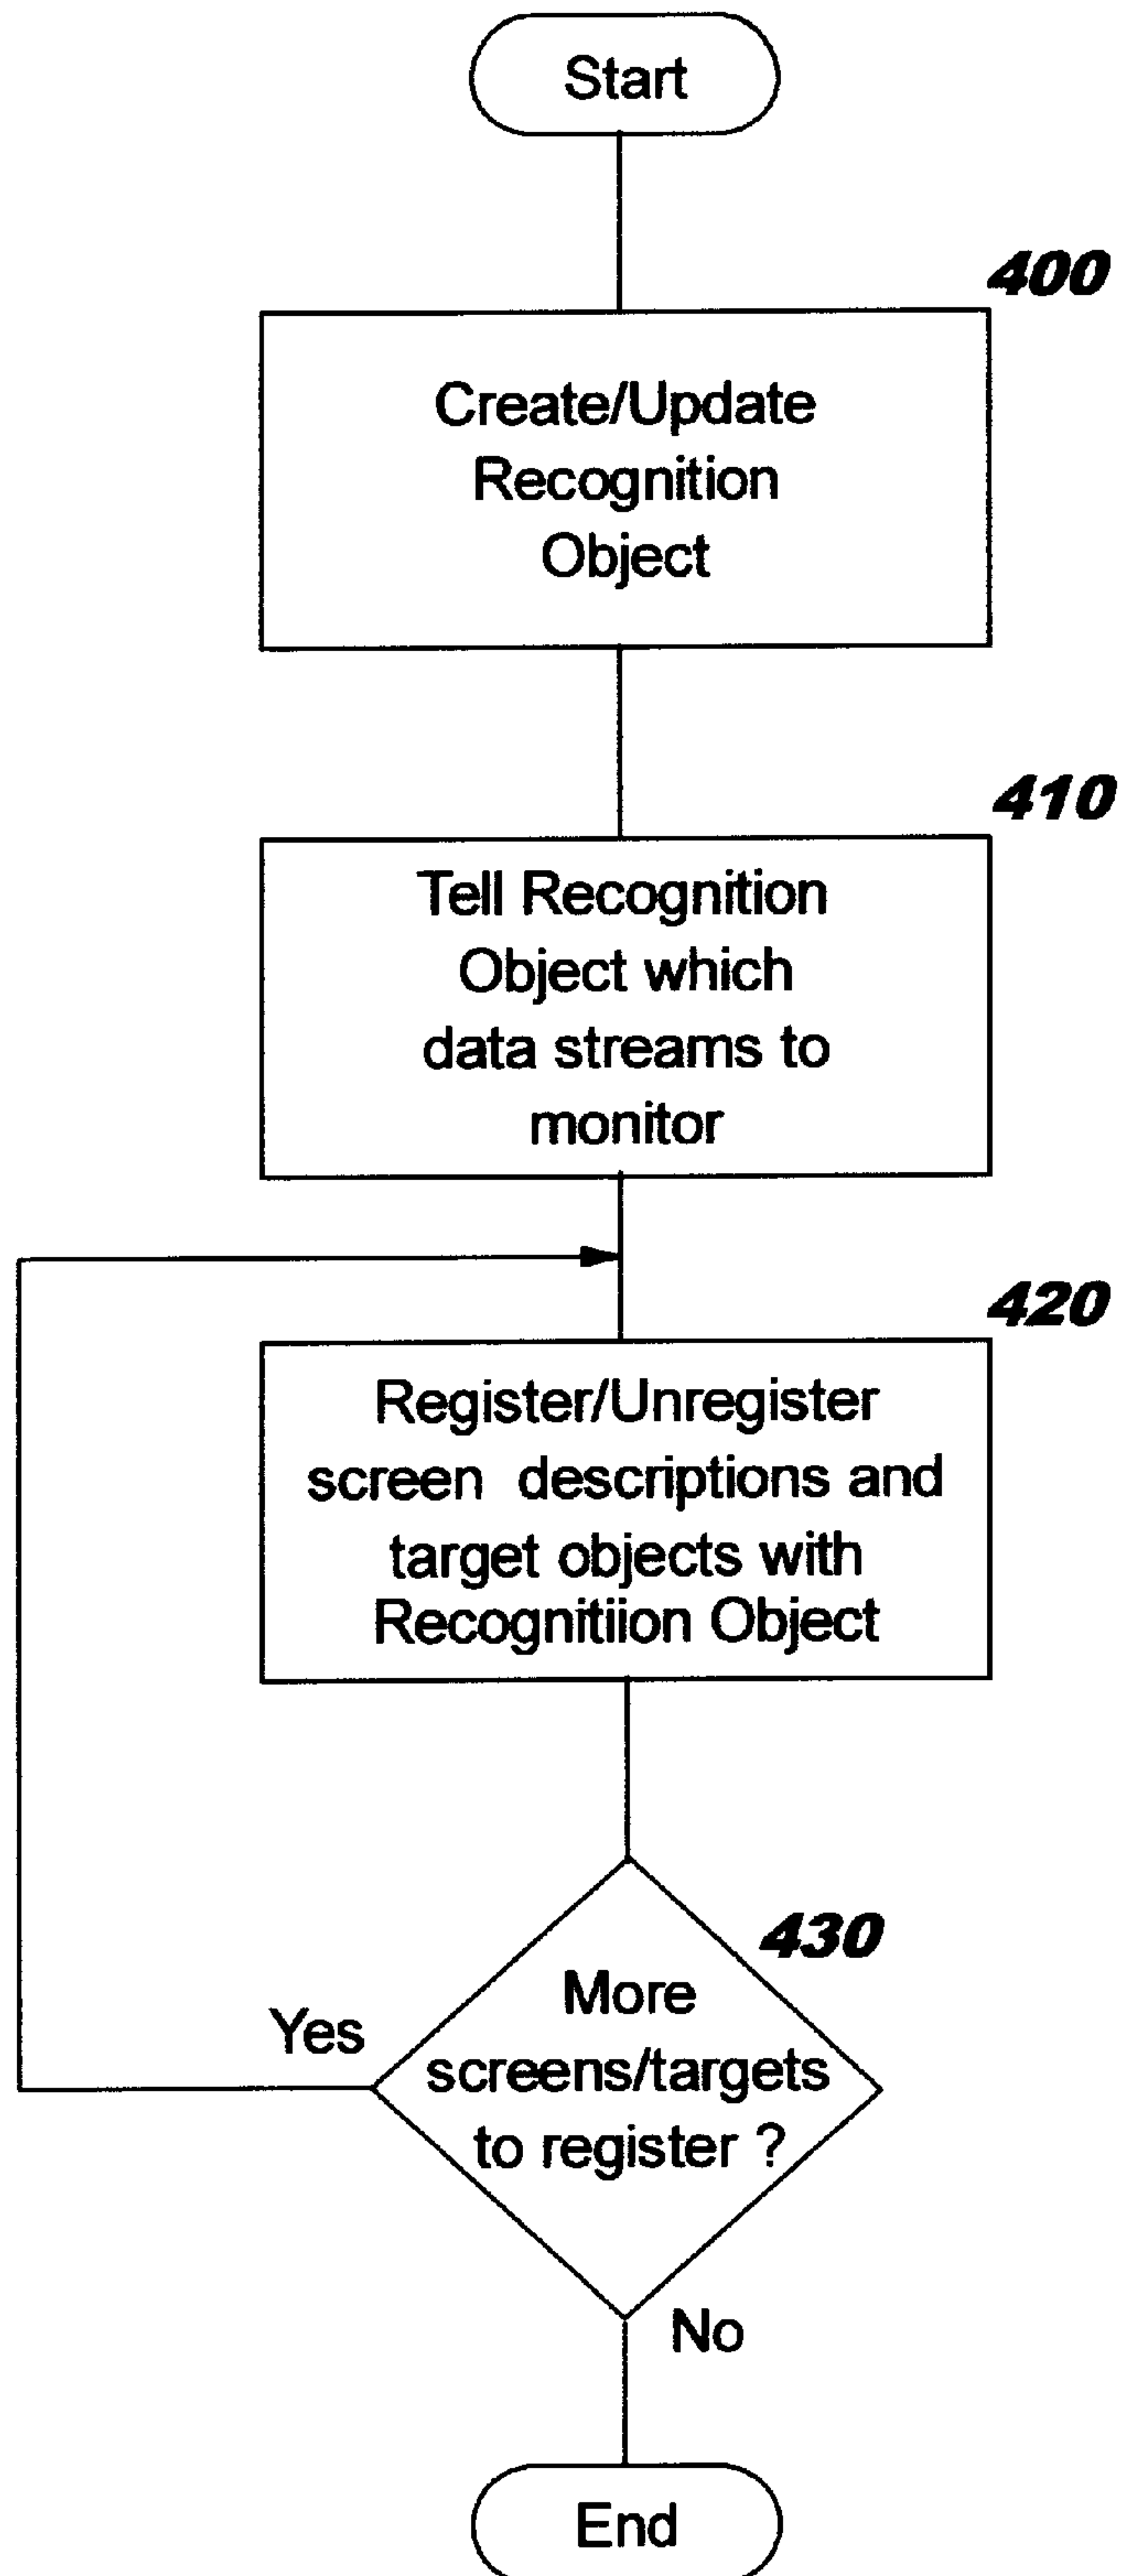 Start
400
Create/Update
Recognition
Object
410
Tell Recognition
Object which
data streams to
monitor
420
Register/Unregister
screen descriptions and
target objects with
Recognitiion Object
430
More
screens/targets
to register ?
Yes
No
End